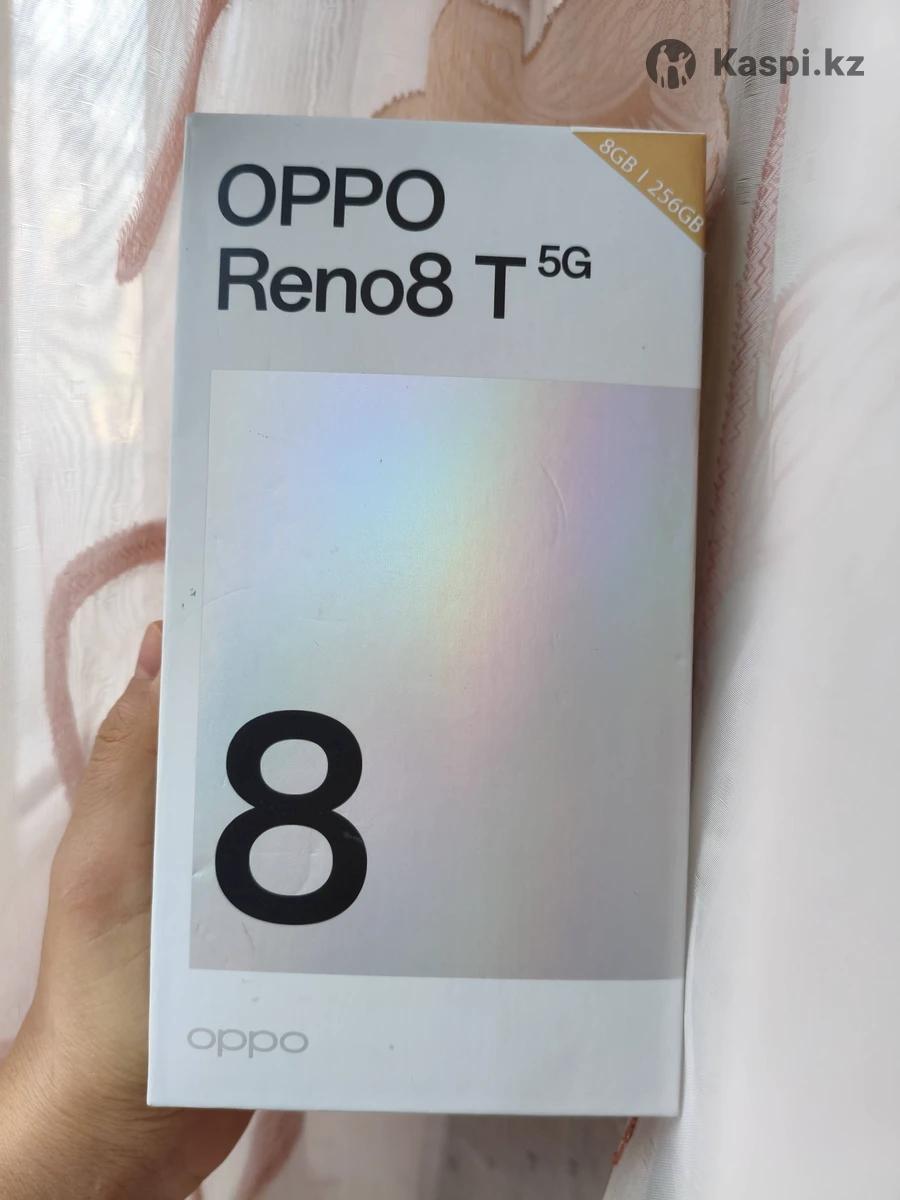 Kaspi.kz
8GB | 256GB
OPPO
Reno8 T 5G
8
oppo